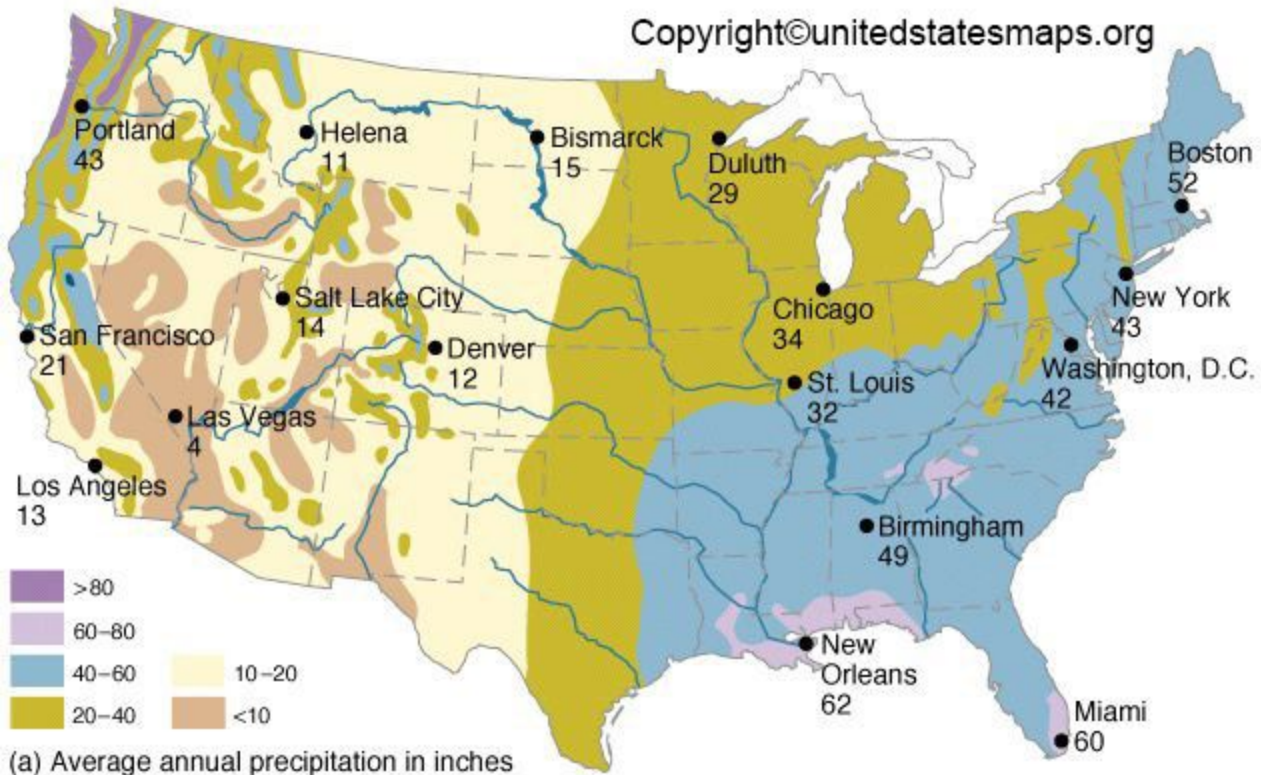 Copyright©unitedstatesmaps.org
Portland
43
Helena
11
Bismarck
15
Duluth
29
Boston
52
San Francisco
21
Salt Lake City
14
Denver
12
Chicago
34
New York
43
Washington, D.C.
42
St. Louis
32
Las Vegas
4
Los Angeles
13
Birmingham
49
New
Orleans
62
Miami
60
>80
60–80
40–60
10–20
20–40
<10
(a) Average annual precipitation in inches